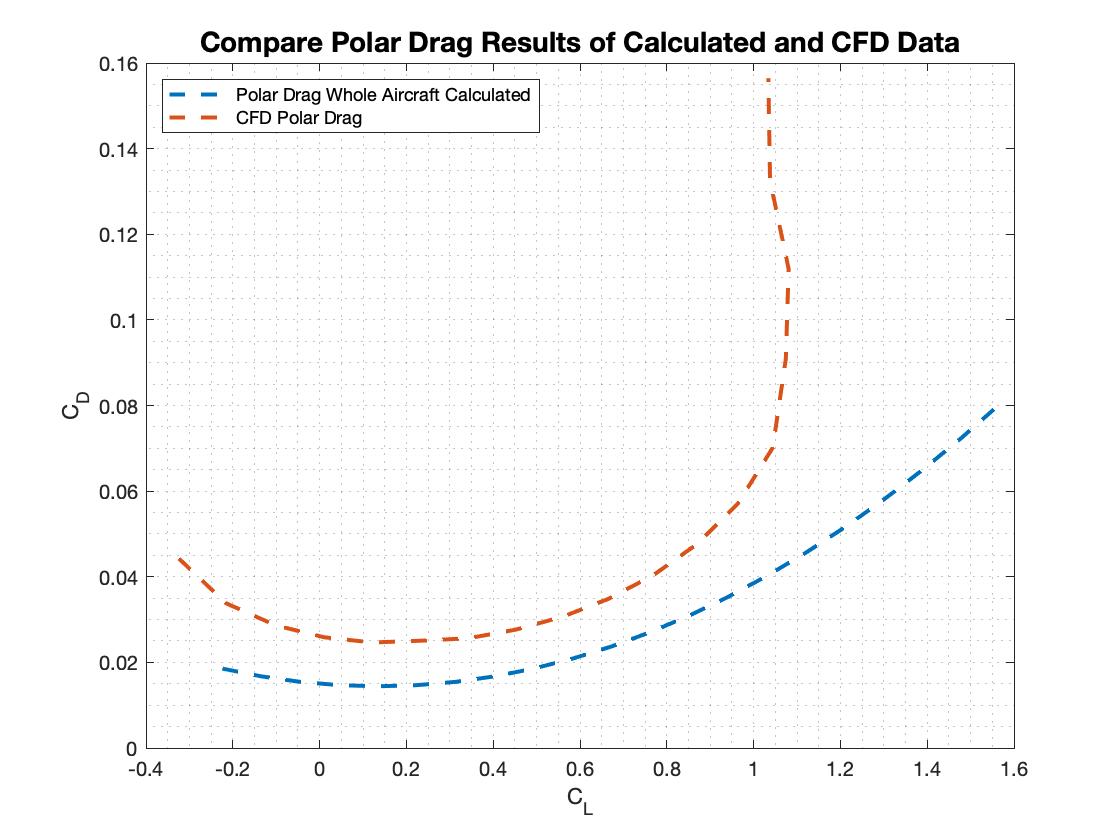 Compare Polar Drag Results of Calculated and CFD Data
Polar Drag Whole Aircraft Calculated
CFD Polar Drag
0.16
0.14
0.12
0.1
0.08
0.06
0.04
0.02
0
C_D
-0.4 -0.2 0 0.2 0.4 0.6 0.8 1 1.2 1.4 1.6
C_L